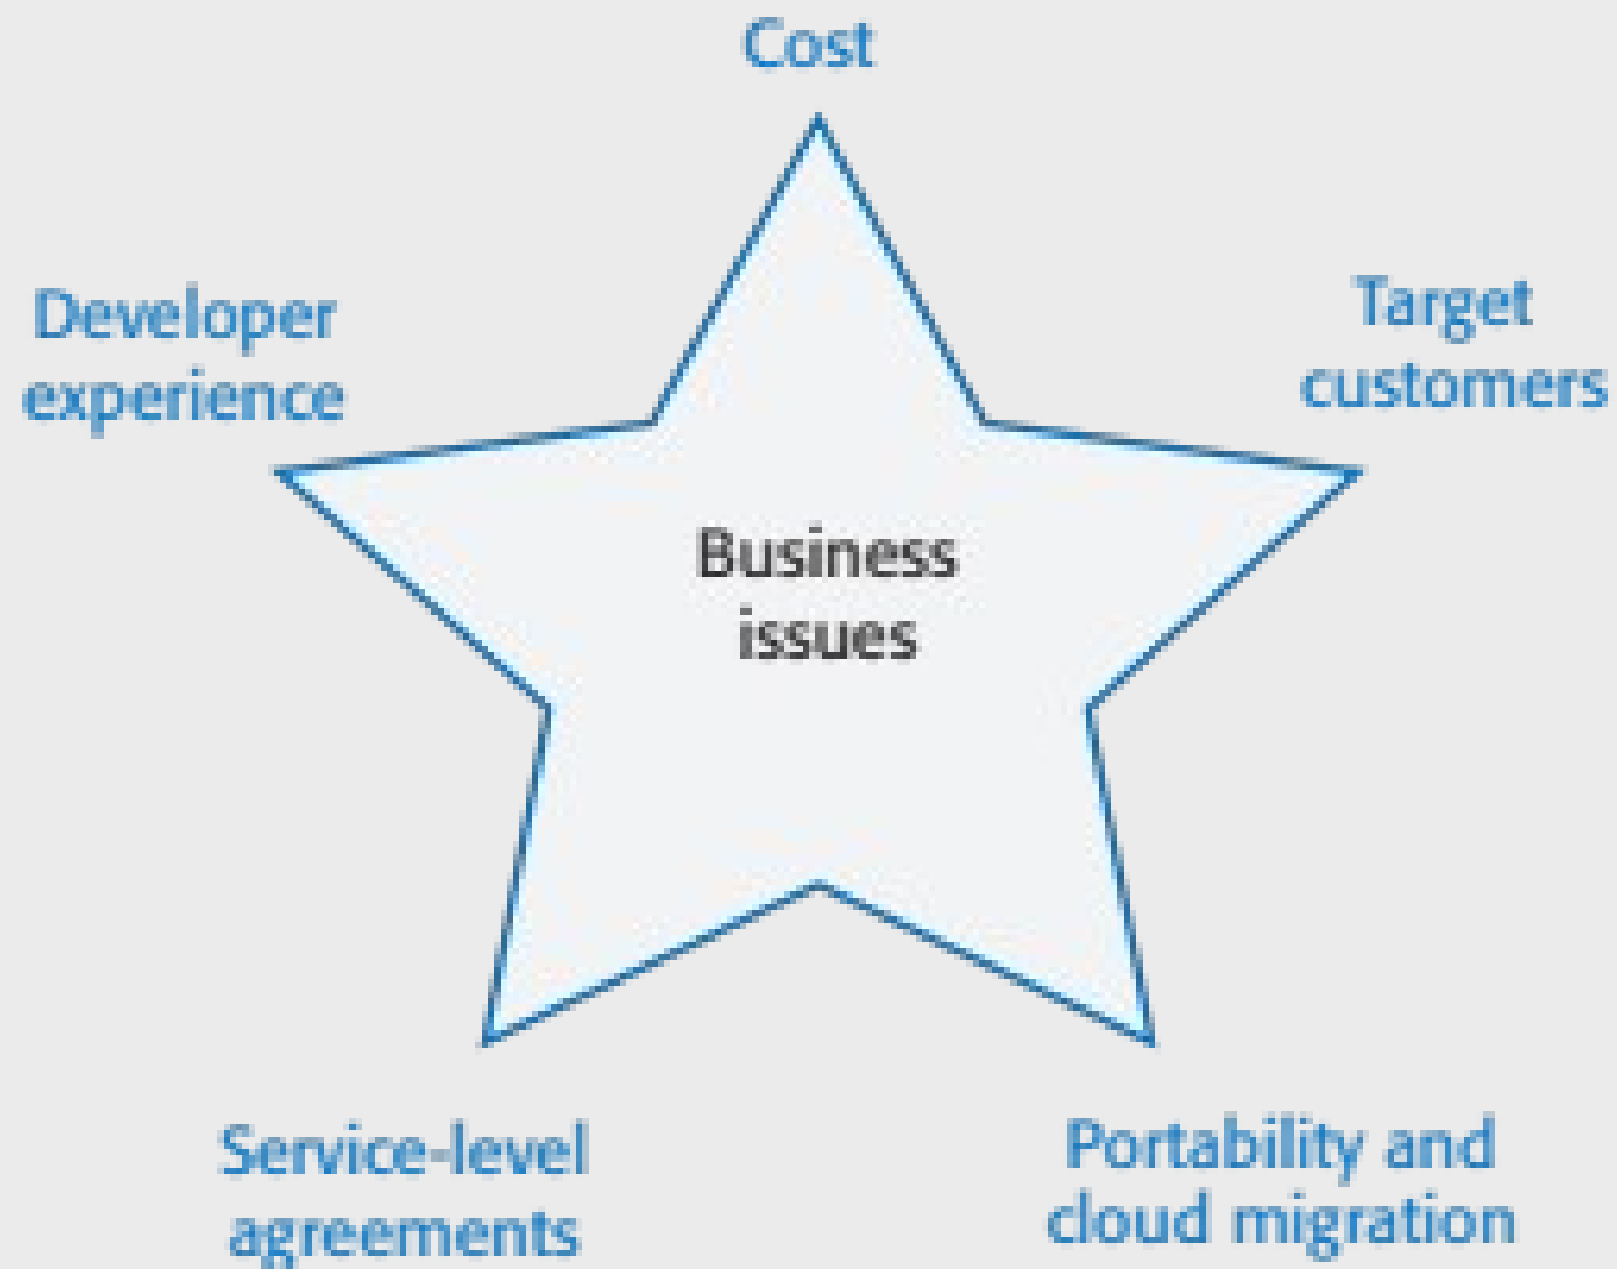 Cost
Developer
experience
Target
customers
Business
issues
Service-level
agreements
Portability and
cloud migration